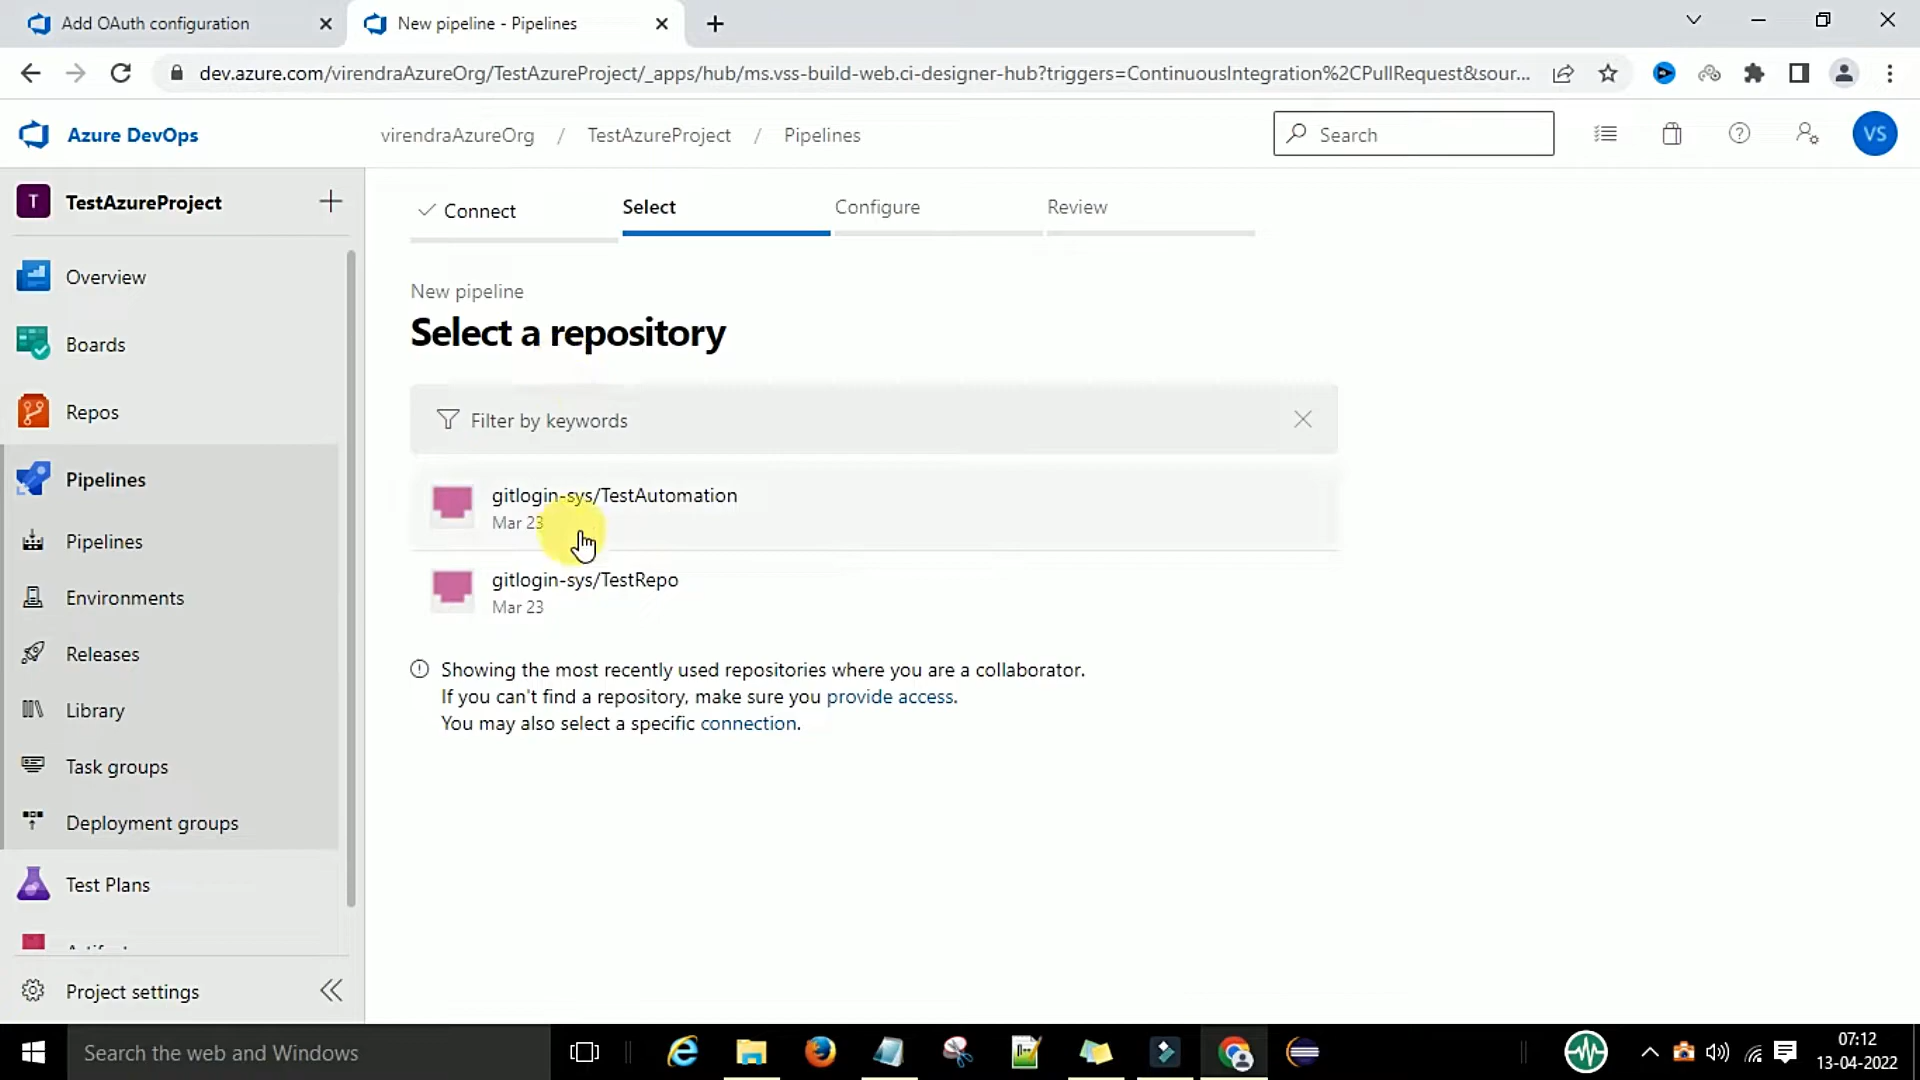 Add OAuth configuration
New pipeline - Pipelines
dev.azure.com/virendraAzureOrg/TestAzureProject/_apps/hub/ms.vss-build-web.ci-designer-hub?triggers=ContinuousIntegration%2CPullRequest&sour...
Azure DevOps
virendraAzureOrg / TestAzureProject / Pipelines
Search
VS
T TestAzureProject
Connect
Select
Configure
Review
Overview
Boards
Repos
Pipelines
Pipelines
Environments
Releases
Library
Task groups
Deployment groups
Test Plans
Project settings
New pipeline
Select a repository
Filter by keywords
gitlogin-sys/TestAutomation
Mar 23
gitlogin-sys/TestRepo
Mar 23
Showing the most recently used repositories where you are a collaborator.
If you can't find a repository, make sure you provide access.
You may also select a specific connection.
Search the web and Windows
07:12
13-04-2022